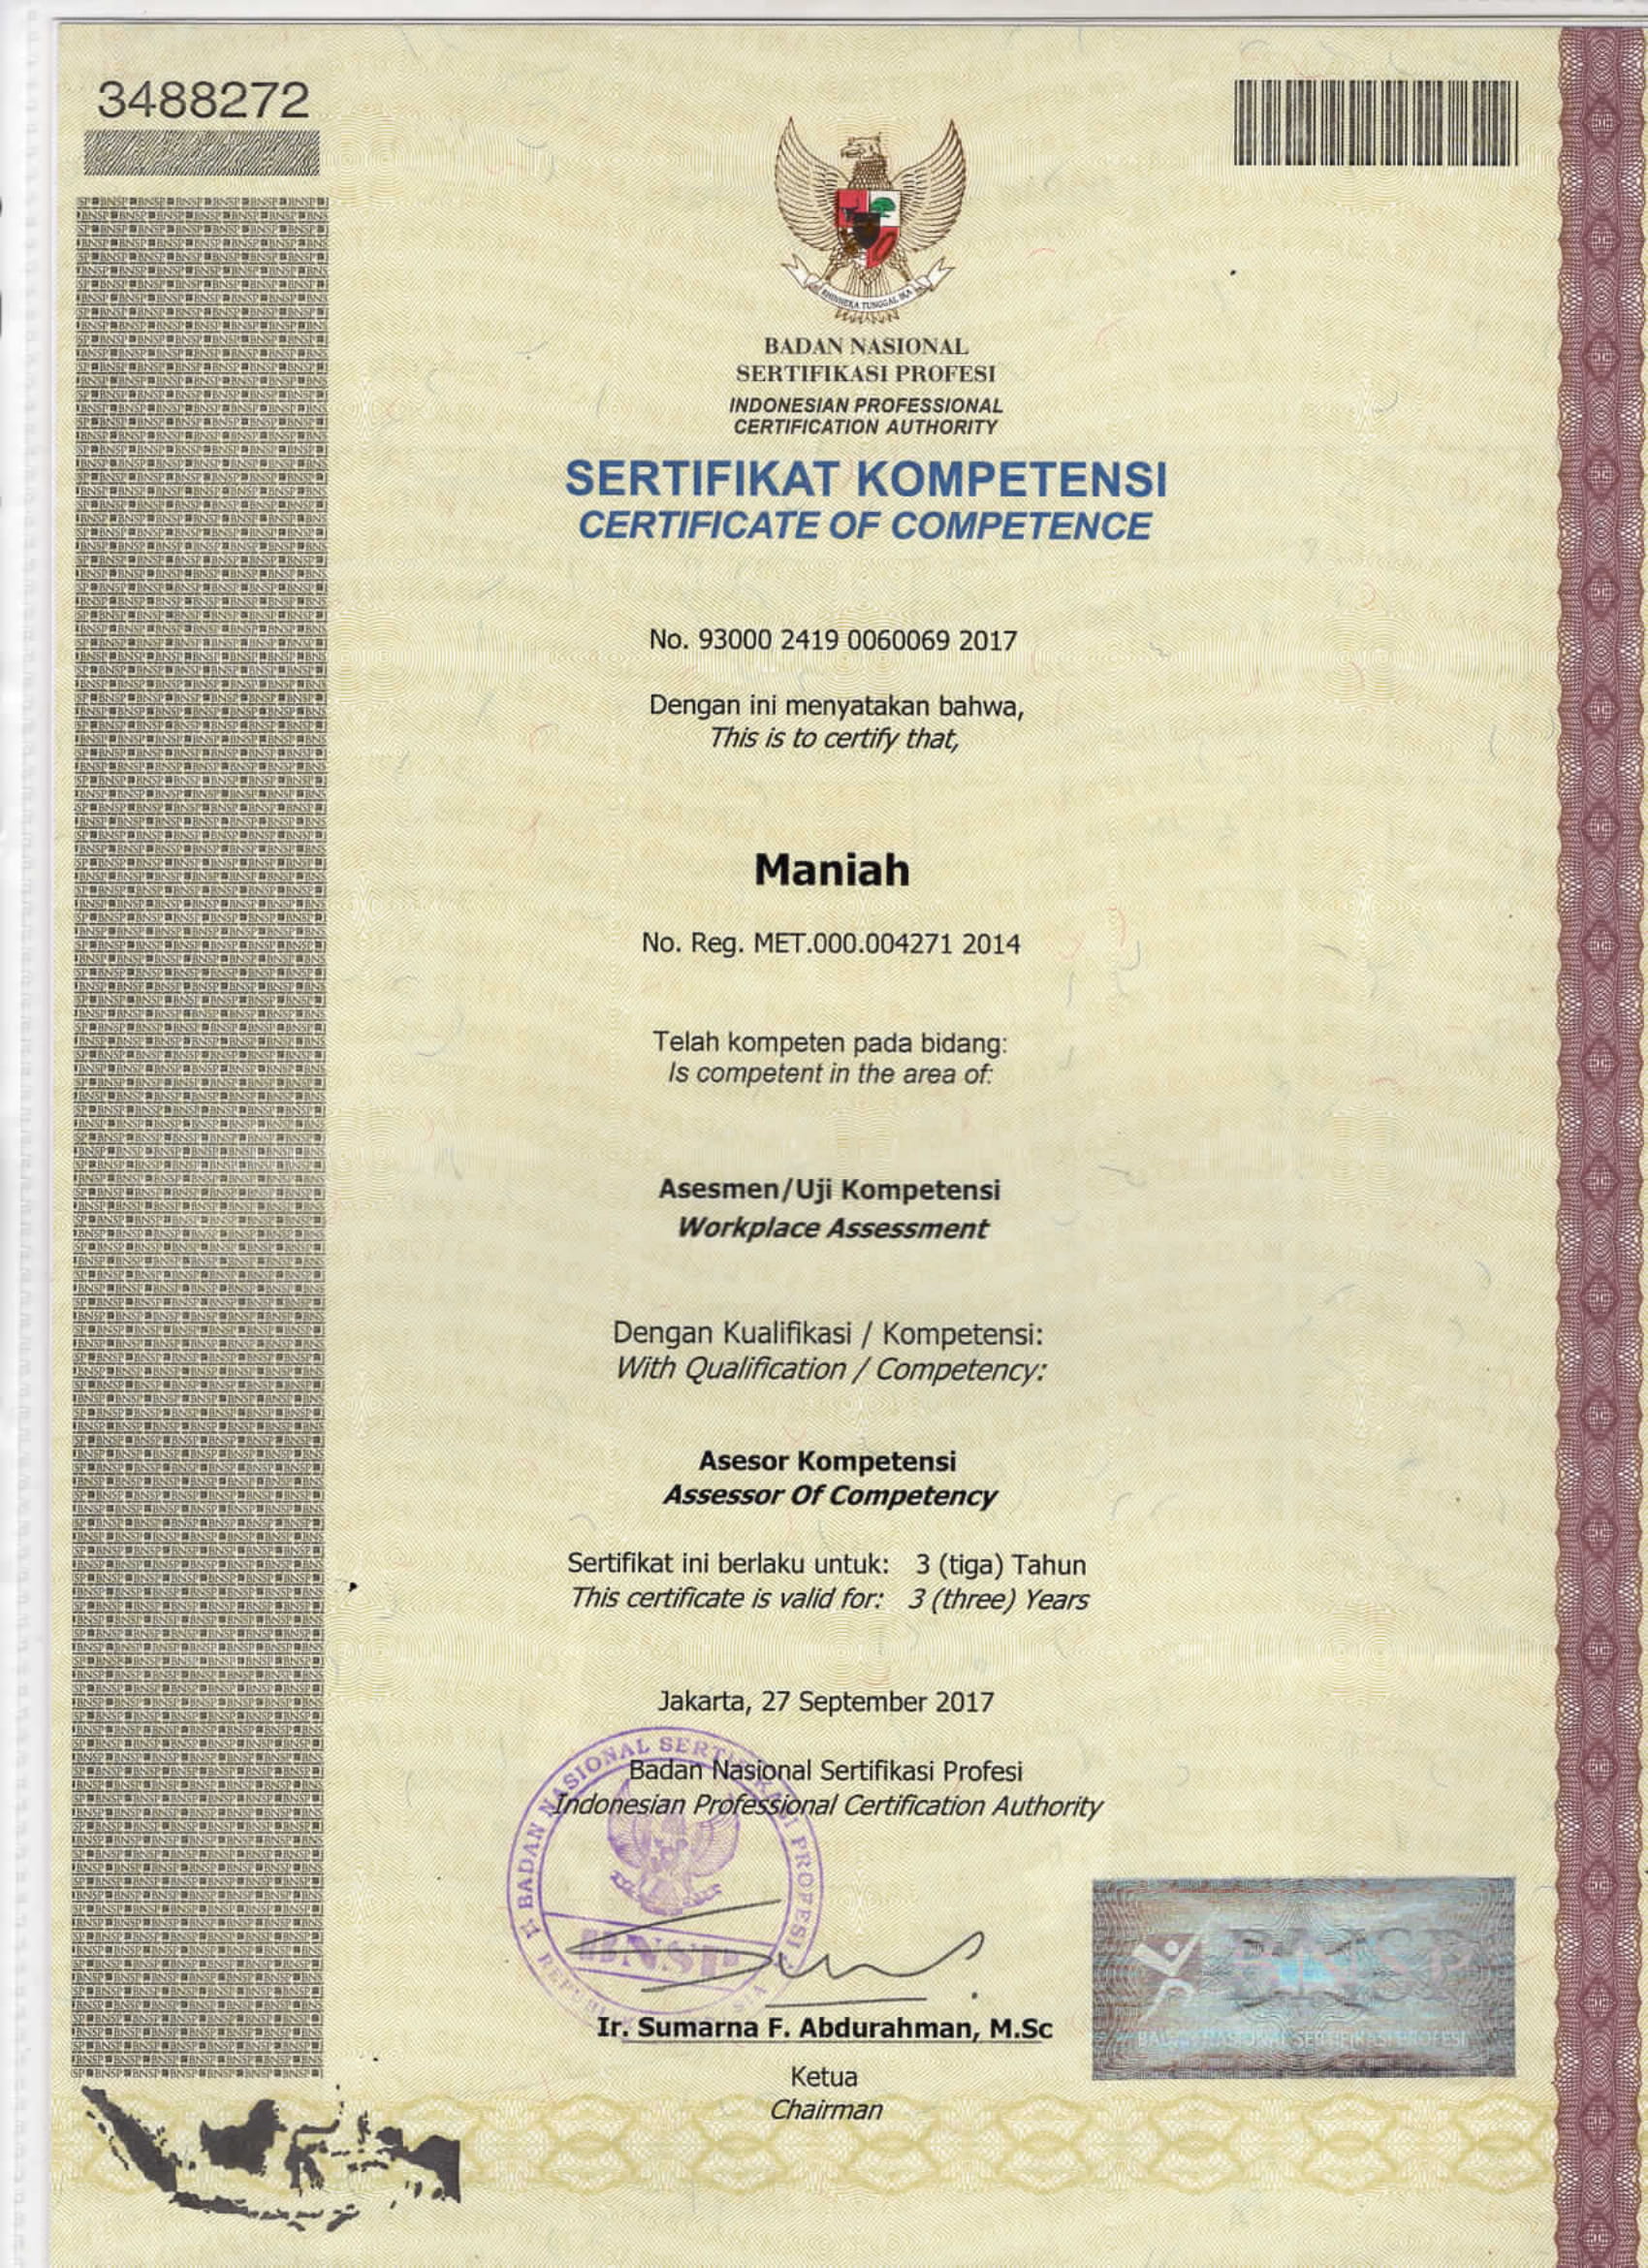 3488272
BHINNEKA TUNGGAL IKA
BADAN NASIONAL
SERTIFIKASI PROFESI
INDONESIAN PROFESSIONAL
CERTIFICATION AUTHORITY
SERTIFIKAT KOMPETENSI
CERTIFICATE OF COMPETENCE
No. 93000 2419 0060069 2017
Dengan ini menyatakan bahwa,
This is to certify that,
Maniah
No. Reg. MET.000.004271 2014
Telah kompeten pada bidang:
Is competent in the area of:
Asesmen/Uji Kompetensi
Workplace Assessment
Dengan Kualifikasi / Kompetensi:
With Qualification / Competency:
Asesor Kompetensi
Assessor Of Competency
Sertifikat ini berlaku untuk: 3 (tiga) Tahun
This certificate is valid for: 3 (three) Years
Jakarta, 27 September 2017
Badan Nasional Sertifikasi Profesi
Indonesian Professional Certification Authority
BADAN NASIONAL SERTIFIKASI PROFESI
BNSP
Ir. Sumarna F. Abdurahman, M.Sc
Ketua
Chairman
BNSP
BADAN NASIONAL SERTIFIKASI PROFESI